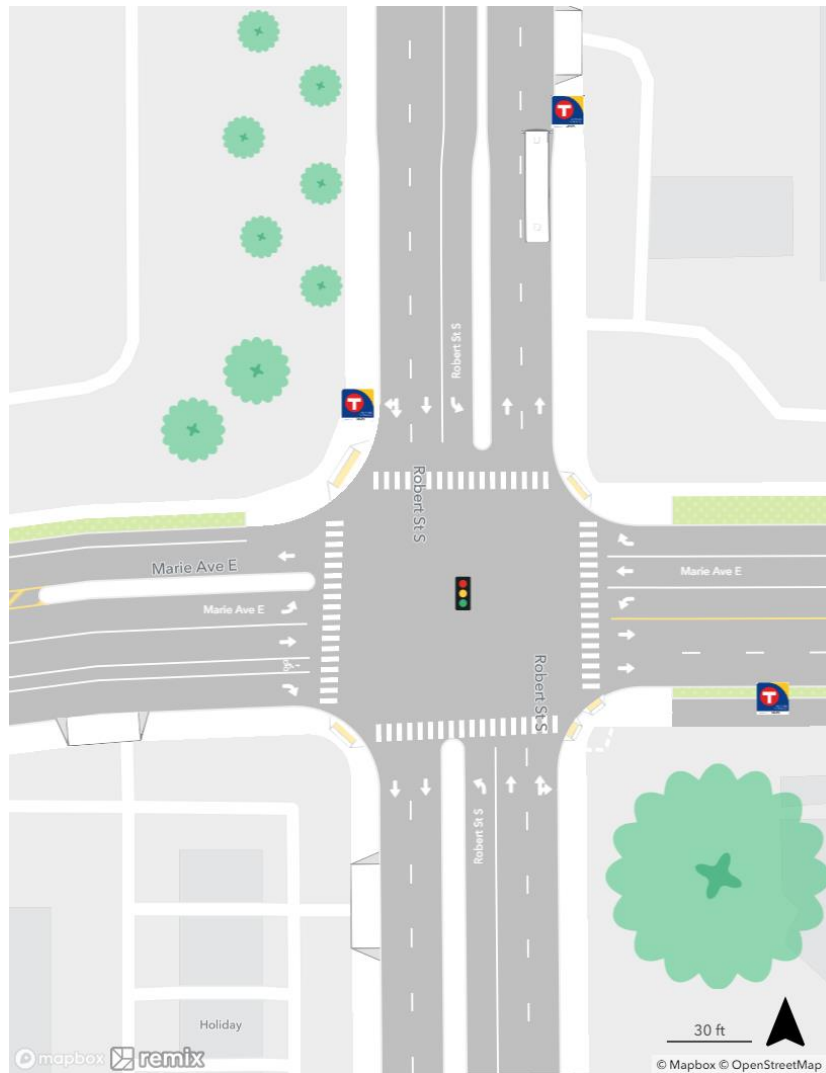 T
T
Robert St S
Robert St S
Marie Ave E
Marie Ave E
Marie Ave E
Robert St S
T
Robert St S
Holiday
30 ft
mapbox remix
© Mapbox © OpenStreetMap